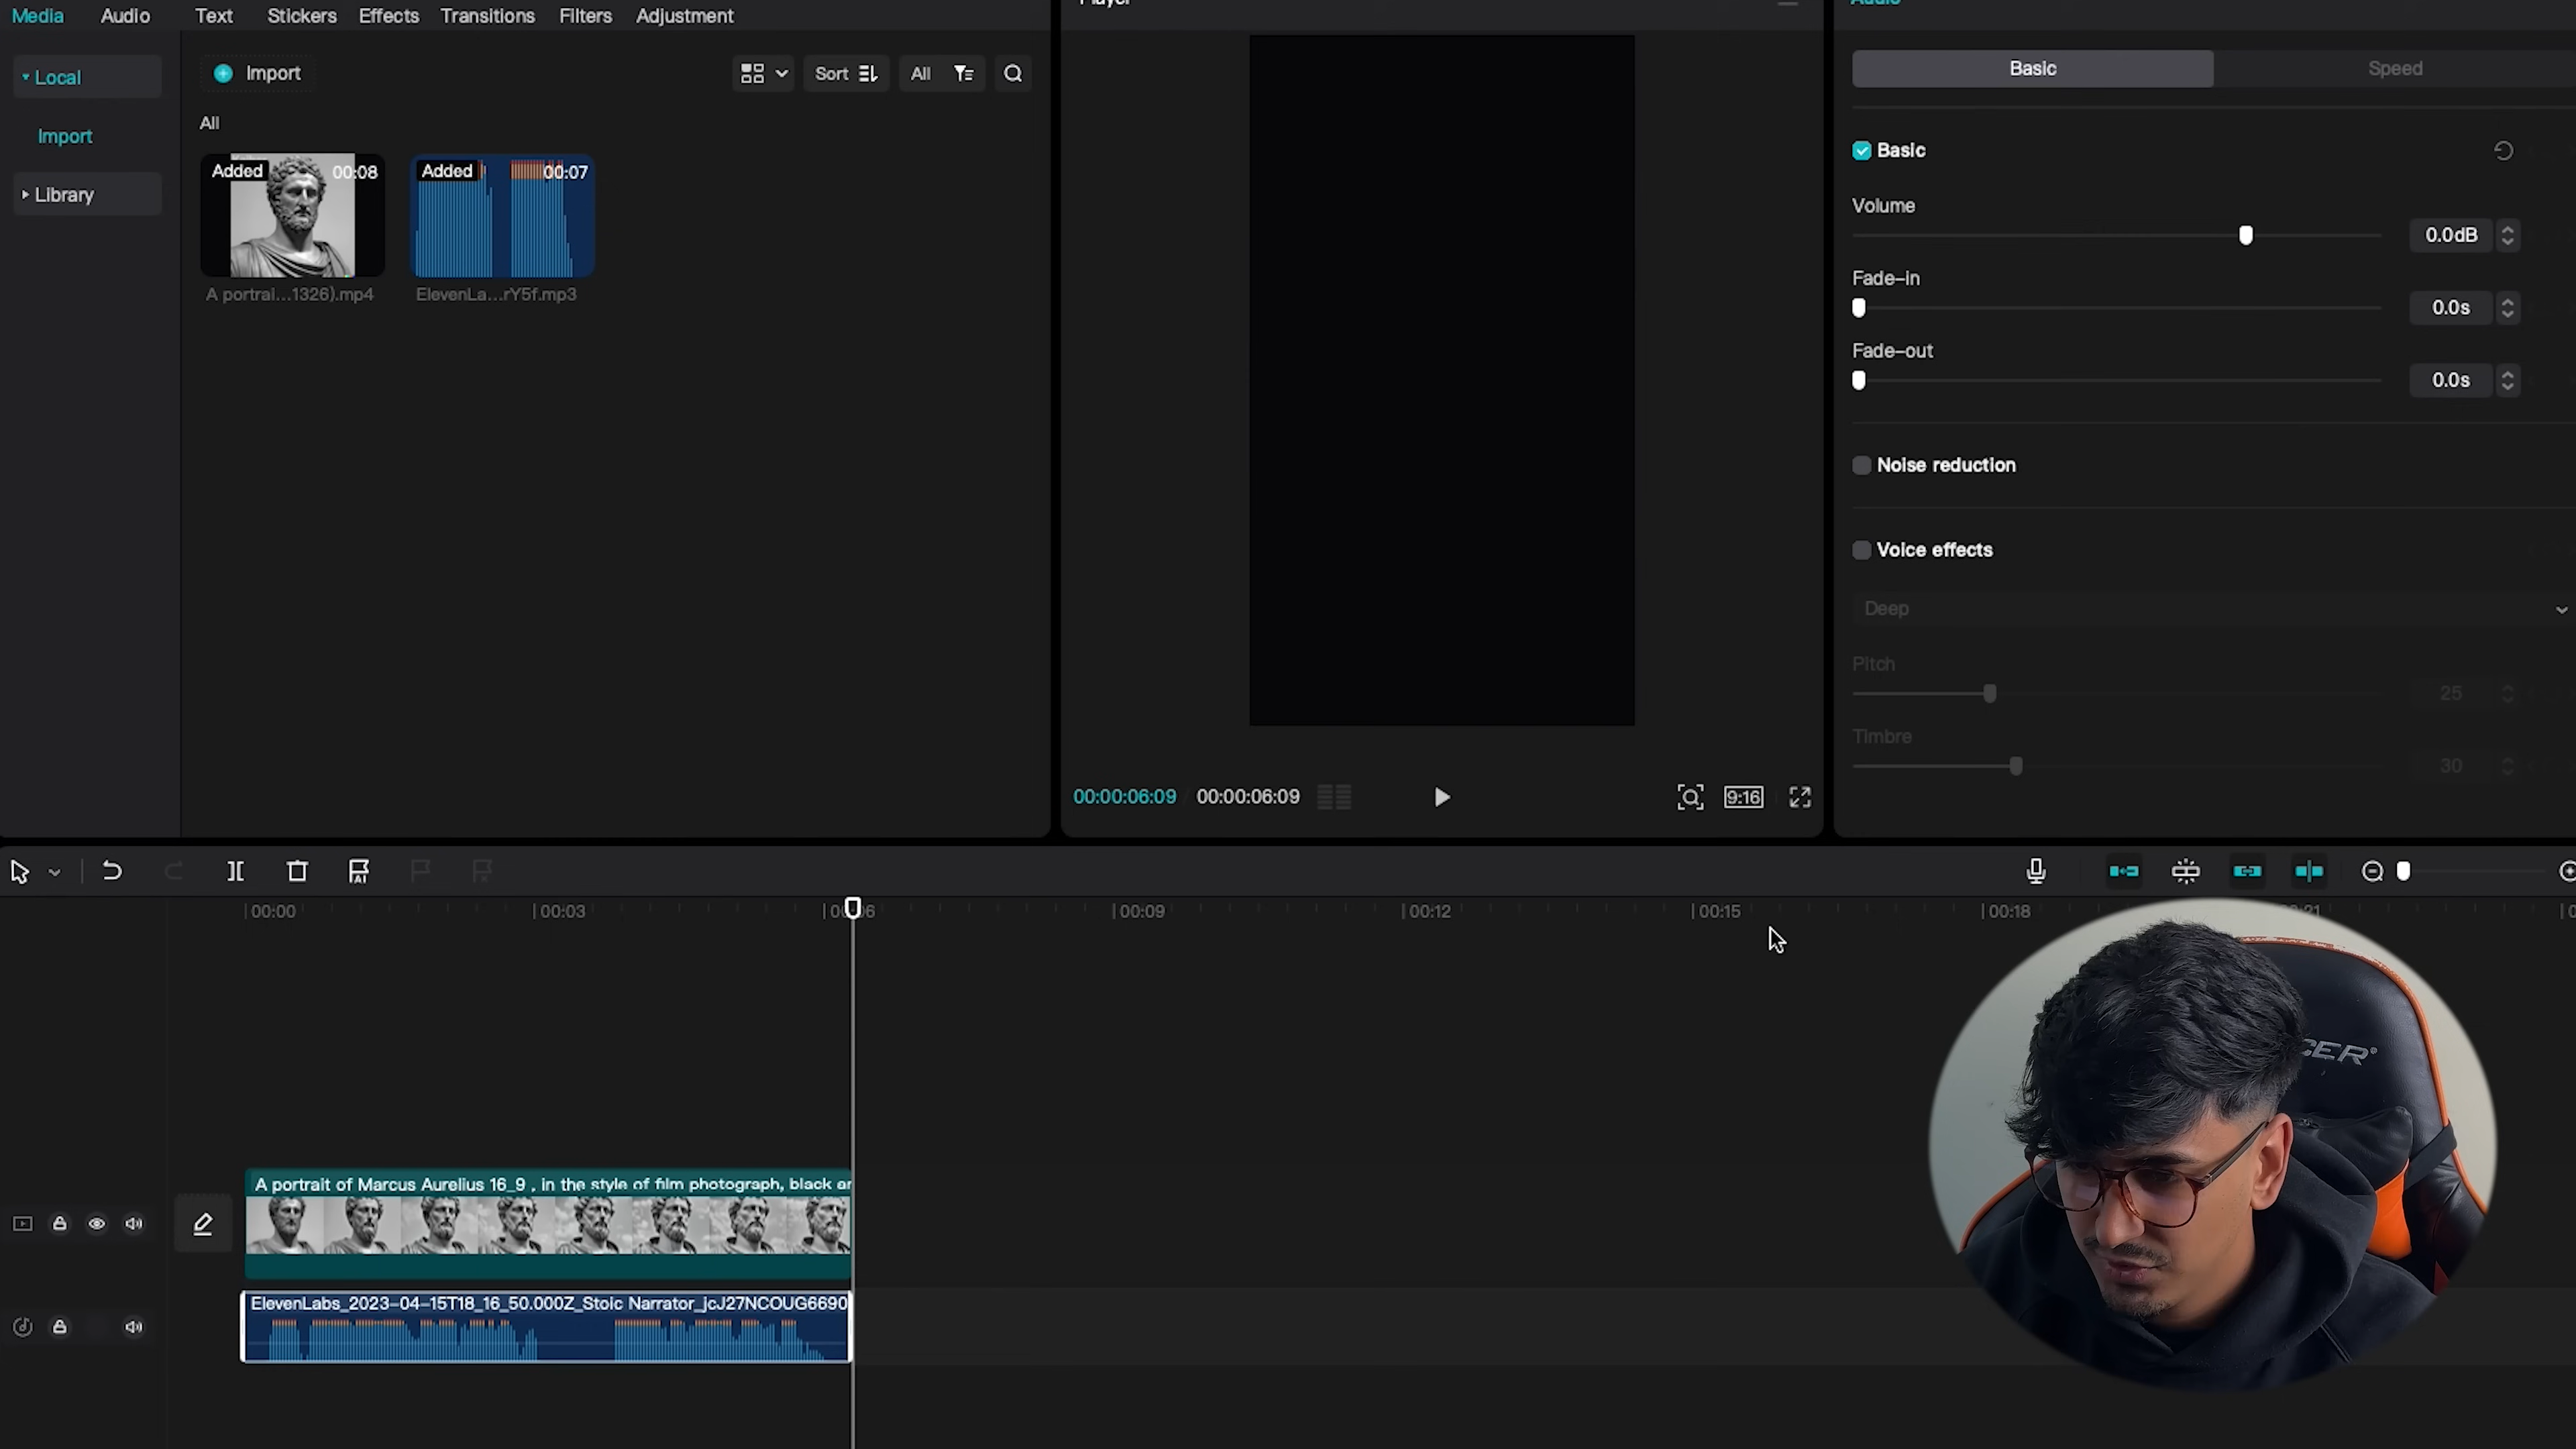 Media Audio Text Stickers Effects Transitions Filters Adjustment
Local
Import
Library
Import
Sort
All
All
Added 00:08
Added 00:07
A portrai...1326).mp4
ElevenLa...rY5f.mp3
Player
00:00:06:09 00:00:06:09
9:16
Audio
Basic Speed
Basic
Volume
0.0dB
Fade-in
0.0s
Fade-out
0.0s
Noise reduction
Voice effects
Deep
Pitch
25
Timbre
30
AI
00:00 00:03 00:06 00:09 00:12 00:15 00:18
A portrait of Marcus Aurelius 16_9 , in the style of film photograph, black an
ElevenLabs_2023-04-15T18_16_50.000Z_Stoic Narrator_jcJ27NCOUG6690
CER